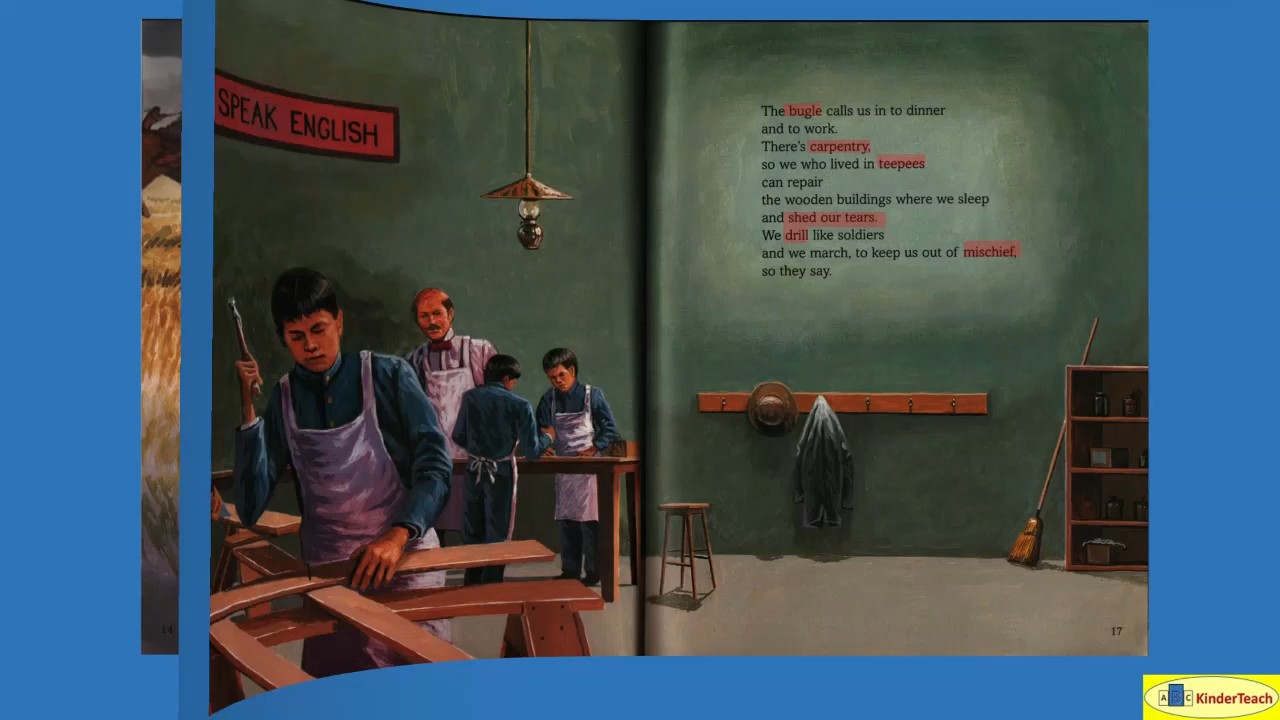 SPEAK ENGLISH
The bugle calls us in to dinner
and to work.
There's carpentry,
so we who lived in teepees
can repair
the wooden buildings where we sleep
and shed our tears.
We drill like soldiers
and we march, to keep us out of mischief,
so they say.
14
17
ABC KinderTeach